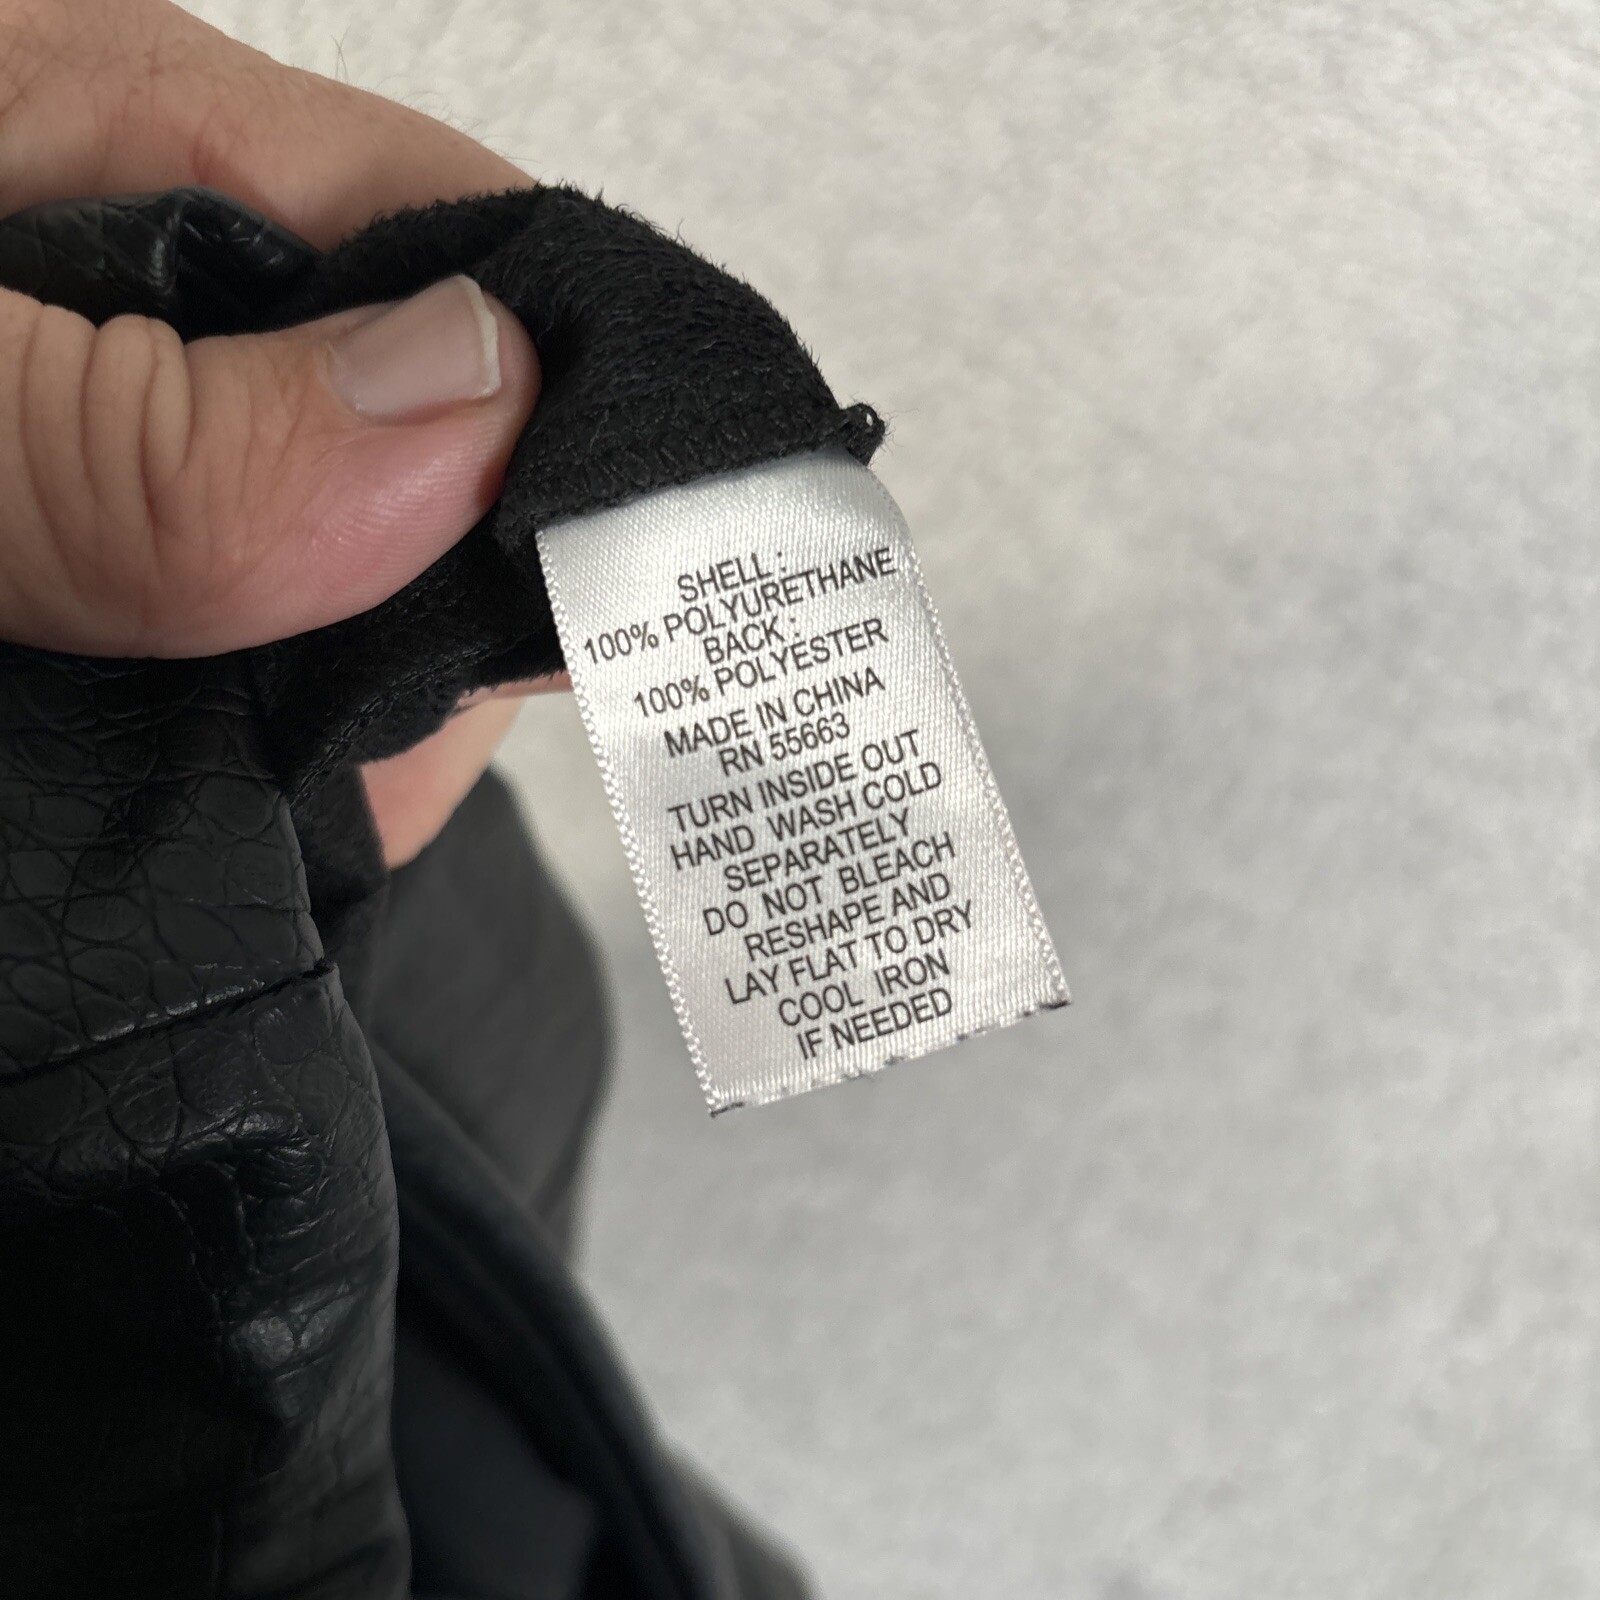 SHELL :
100% POLYURETHANE
BACK :
100% POLYESTER
MADE IN CHINA
RN 55663
TURN INSIDE OUT
HAND WASH COLD
SEPARATELY
DO NOT BLEACH
RESHAPE AND
LAY FLAT TO DRY
COOL IRON
IF NEEDED